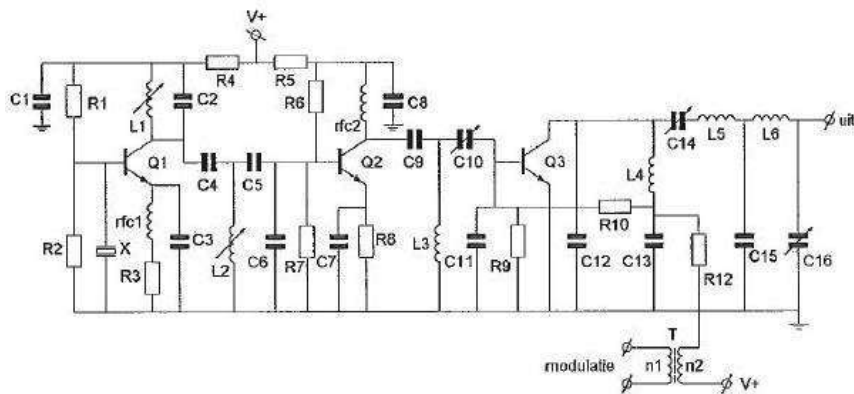 V+
R4
R5
C1
R1
L1
C2
R6
rfc2
C8
C14
L5
L6
uit
Q1
C4
C5
Q2
C9
C10
Q3
L4
rfc1
R10
R2
X
C3
L2
C6
R7
C7
R8
L3
C11
R9
C12
C13
R12
C15
C16
R3
T
modulatie
n1
n2
V+